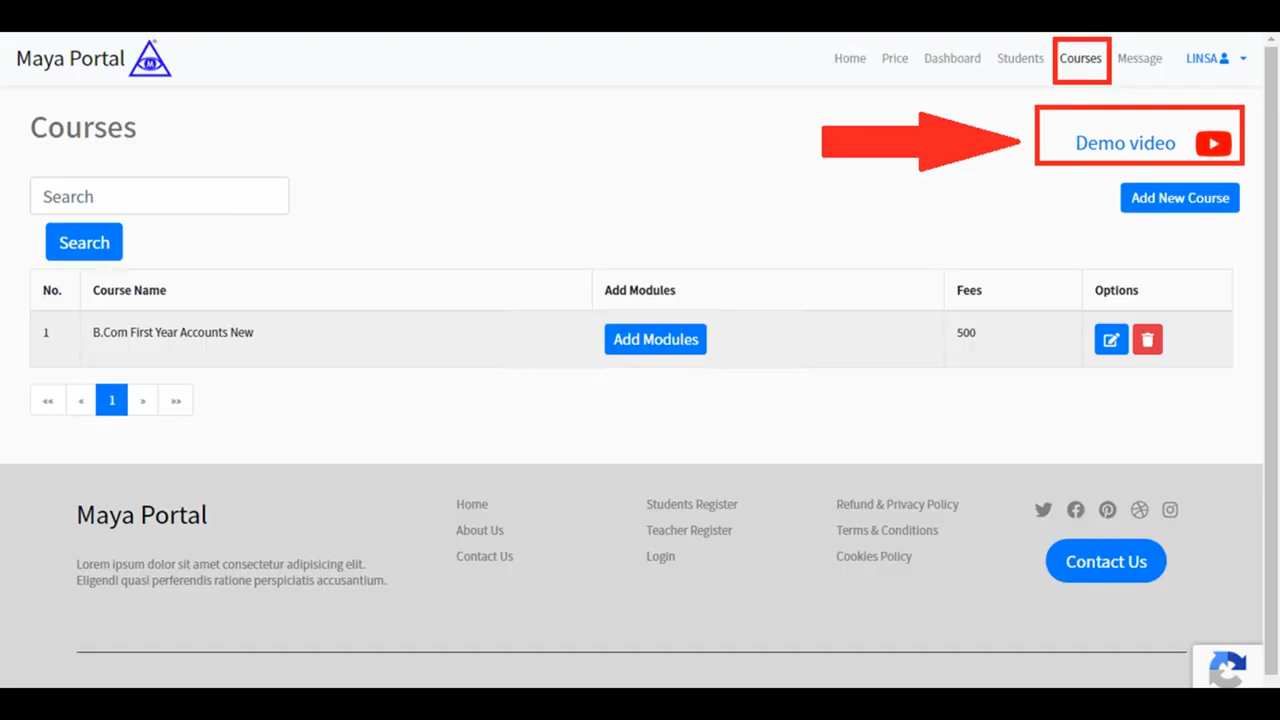 Maya Portal
M
Home Price Dashboard Students Courses Message LINSA
Courses
Demo video
Search
Add New Course
Search
No. Course Name Add Modules Fees Options
1 B.Com First Year Accounts New Add Modules 500
«« « 1 » »»
Maya Portal
Lorem ipsum dolor sit amet consectetur adipisicing elit.
Eligendi quasi perferendis ratione perspiciatis accusantium.
Home
About Us
Contact Us
Students Register
Teacher Register
Login
Refund & Privacy Policy
Terms & Conditions
Cookies Policy
Contact Us